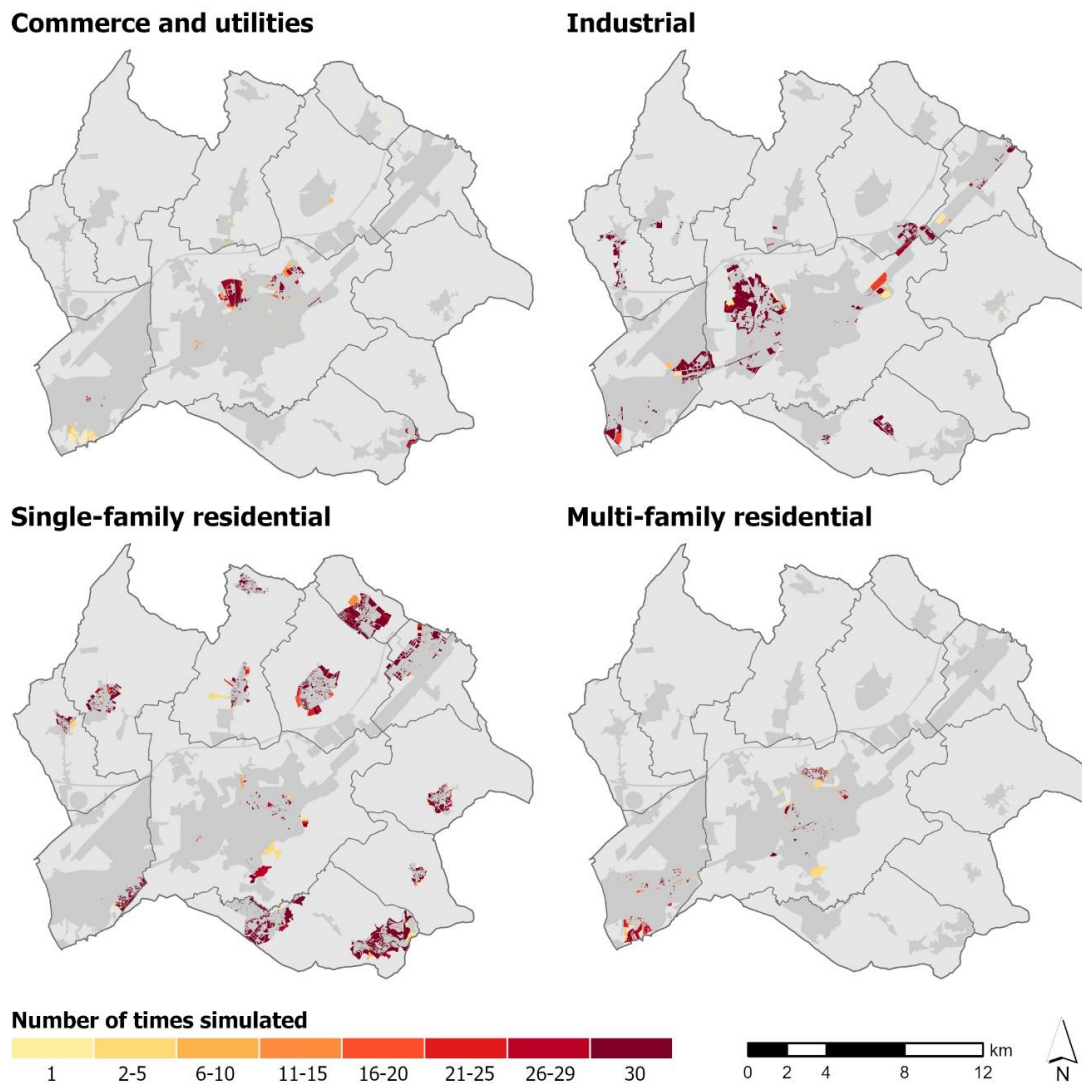 Commerce and utilities
Industrial
Single-family residential
Multi-family residential
Number of times simulated
1 2-5 6-10 11-15 16-20 21-25 26-29 30
km
0 2 4 8 12
N